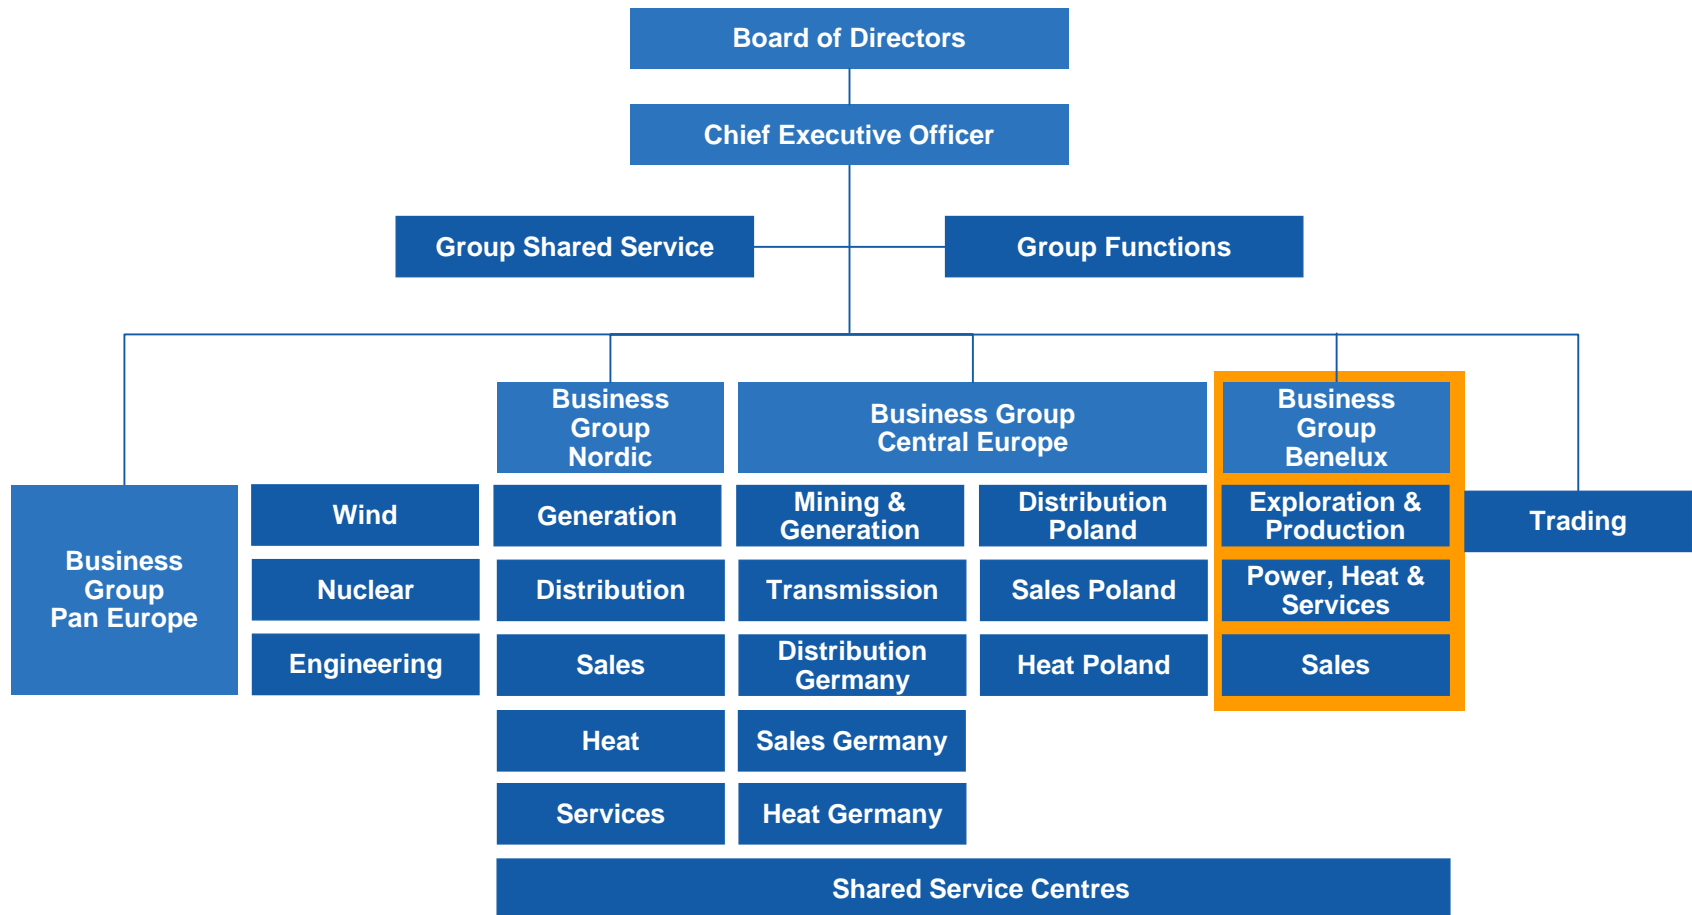 Board of Directors
Chief Executive Officer
Group Shared Service
Group Functions
Business
Group
Nordic
Business Group
Central Europe
Business
Group
Benelux
Business
Group
Pan Europe
Wind
Nuclear
Engineering
Generation
Distribution
Sales
Heat
Services
Mining &
Generation
Transmission
Distribution
Germany
Sales Germany
Heat Germany
Distribution
Poland
Sales Poland
Heat Poland
Exploration &
Production
Power, Heat &
Services
Sales
Trading
Shared Service Centres